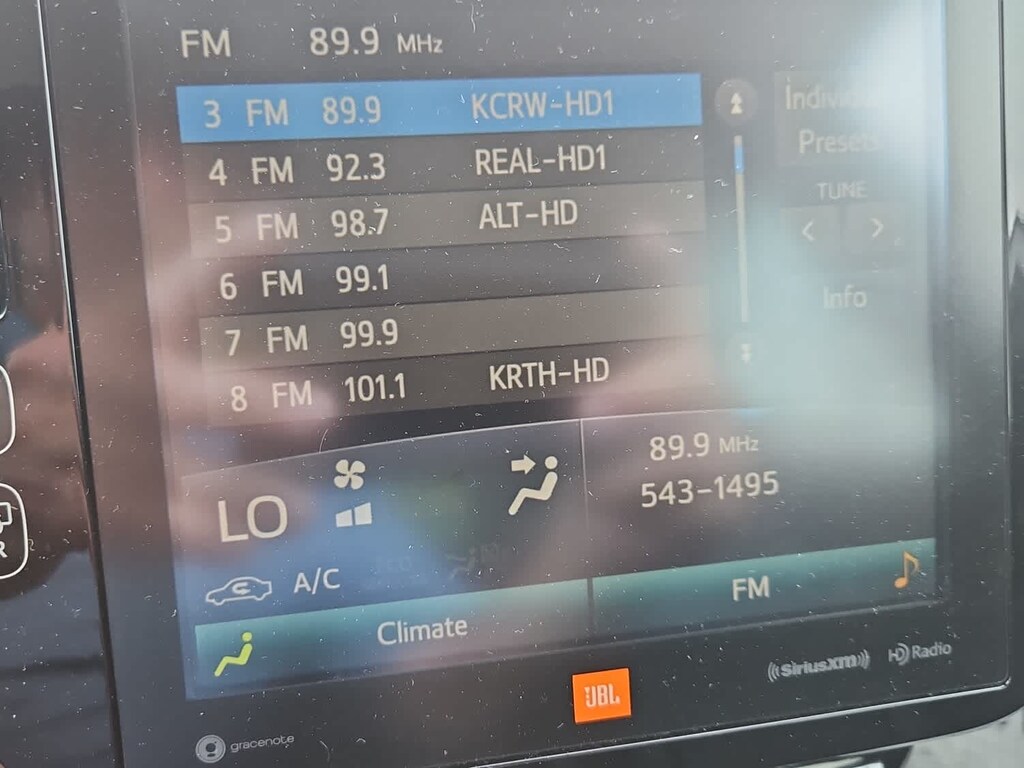 FM 89.9 MHz
3 FM 89.9 KCRW-HD1
4 FM 92.3 REAL-HD1
5 FM 98.7 ALT-HD
6 FM 99.1
7 FM 99.9
8 FM 101.1 KRTH-HD
Individual
Presets
TUNE
< >
Info
LO
89.9 MHz
543-1495
A/C
Climate
FM
JBL
((SiriusXM))
HD Radio
gracenote
R